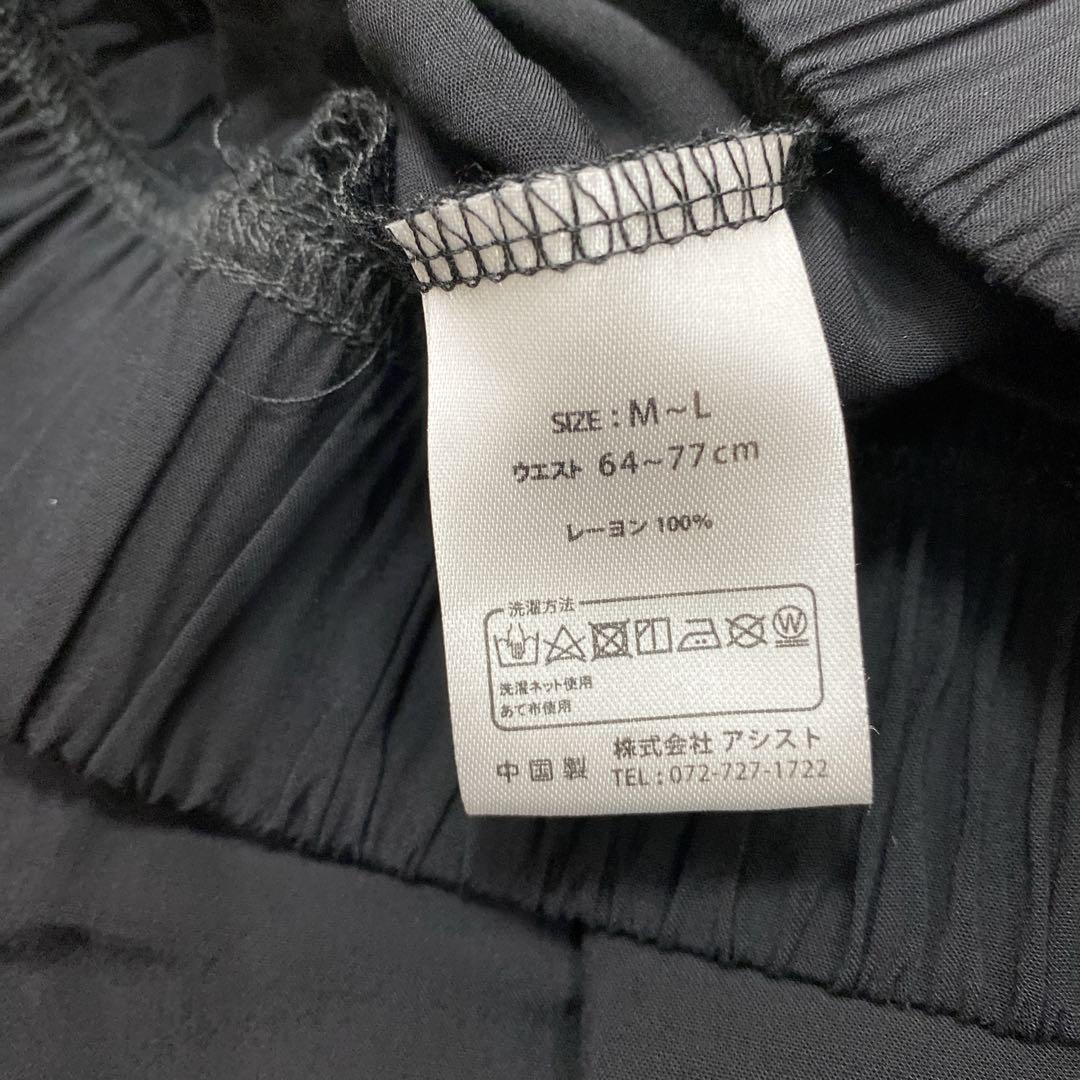 SIZE : M~L
ウエスト 64~77cm
レーヨン 100%
洗濯方法
W
洗濯ネット使用
あて布使用
中国製
株式会社 アシスト
TEL : 072-727-1722